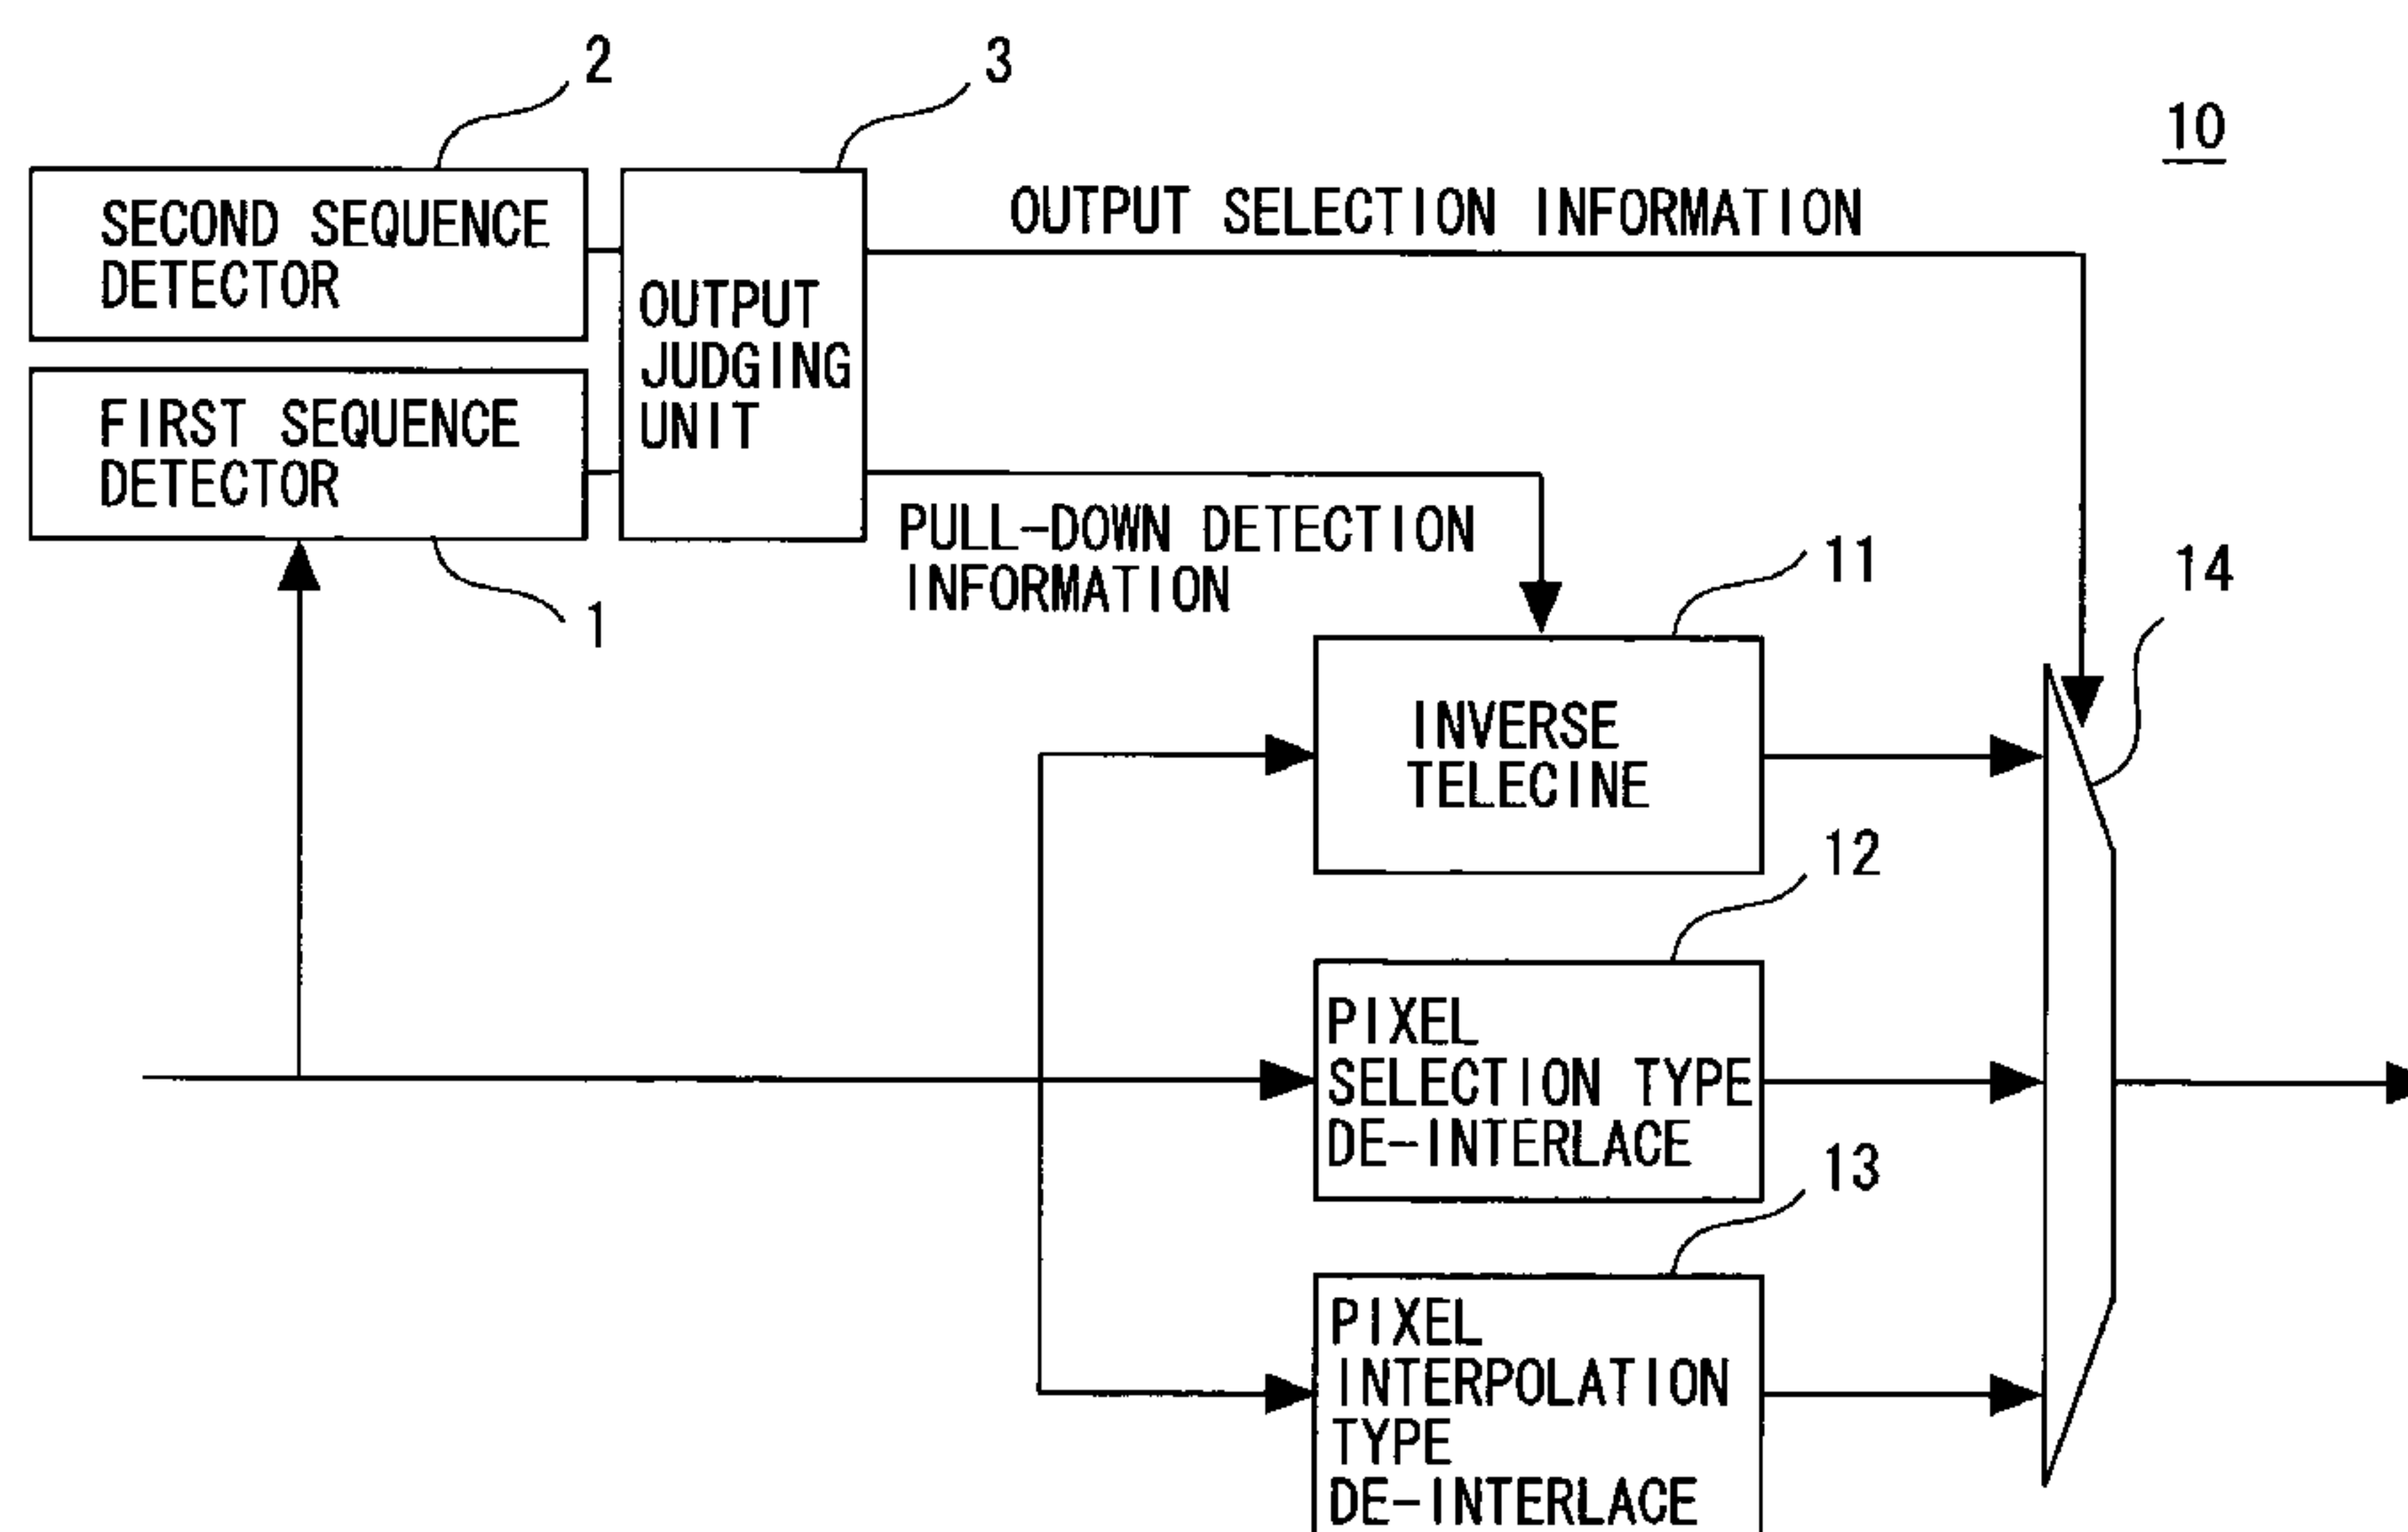 2
3
10
SECOND SEQUENCE
DETECTOR
OUTPUT SELECTION INFORMATION
OUTPUT
JUDGING
UNIT
FIRST SEQUENCE
DETECTOR
PULL-DOWN DETECTION
INFORMATION
1
11
14
INVERSE
TELECINE
12
PIXEL
SELECTION TYPE
DE-INTERLACE
13
PIXEL
INTERPOLATION
TYPE
DE-INTERLACE